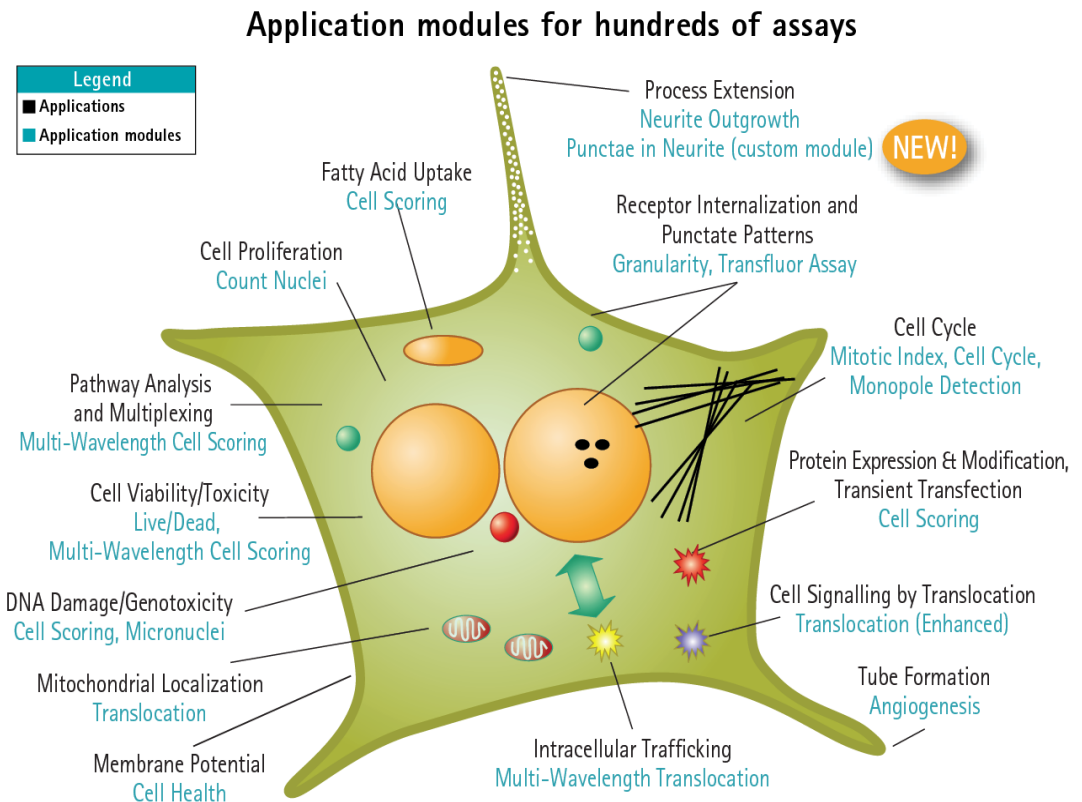 Application modules for hundreds of assays
Legend
Applications
Application modules
Process Extension
Neurite Outgrowth
Punctae in Neurite (custom module)
NEW!
Fatty Acid Uptake
Cell Scoring
Receptor Internalization and
Punctate Patterns
Granularity, Transfluor Assay
Cell Proliferation
Count Nuclei
Cell Cycle
Mitotic Index, Cell Cycle,
Monopole Detection
Pathway Analysis
and Multiplexing
Multi-Wavelength Cell Scoring
Protein Expression & Modification,
Transient Transfection
Cell Scoring
Cell Viability/Toxicity
Live/Dead,
Multi-Wavelength Cell Scoring
DNA Damage/Genotoxicity
Cell Scoring, Micronuclei
Cell Signalling by Translocation
Translocation (Enhanced)
Mitochondrial Localization
Translocation
Tube Formation
Angiogenesis
Membrane Potential
Cell Health
Intracellular Trafficking
Multi-Wavelength Translocation